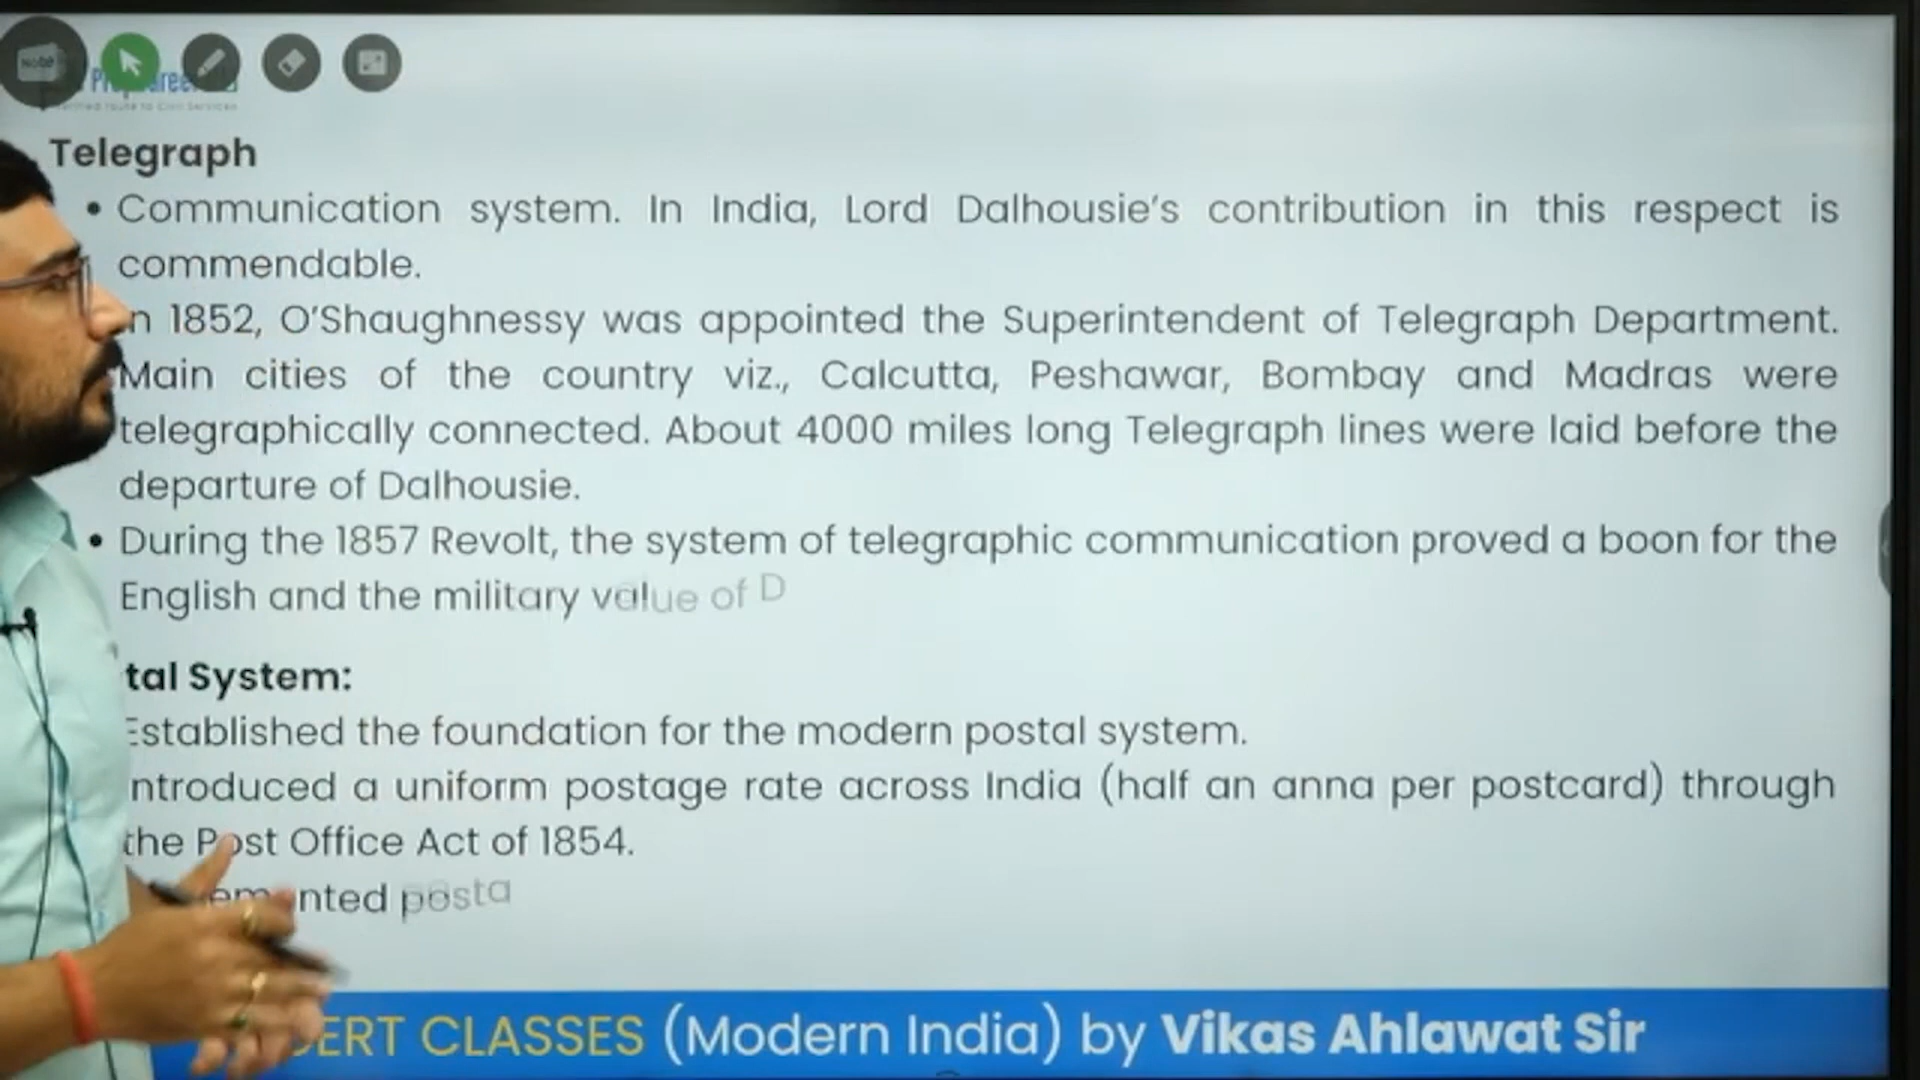 Note
Telegraph
• Communication system. In India, Lord Dalhousie's contribution in this respect is
commendable.
n 1852, O'Shaughnessy was appointed the Superintendent of Telegraph Department.
Main cities of the country viz., Calcutta, Peshawar, Bombay and Madras were
telegraphically connected. About 4000 miles long Telegraph lines were laid before the
departure of Dalhousie.
• During the 1857 Revolt, the system of telegraphic communication proved a boon for the
English and the military value of D
tal System:
Established the foundation for the modern postal system.
ntroduced a uniform postage rate across India (half an anna per postcard) through
the Post Office Act of 1854.
nted posta
ERT CLASSES (Modern India) by Vikas Ahlawat Sir